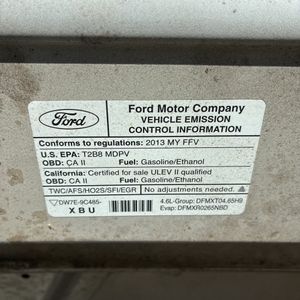 Ford
Ford Motor Company
VEHICLE EMISSION
CONTROL INFORMATION
Conforms to regulations: 2013 MY FFV
U.S. EPA: T2B8 MDPV
OBD: CA II Fuel: Gasoline/Ethanol
California: Certified for sale ULEV II qualified
OBD: CA II Fuel: Gasoline/Ethanol
TWC/AFS/HO2S/SFI/EGR No adjustments needed.
DW7E-9C485-
XBU
4.6L-Group: DFMXT04.65H9
Evap: DFMXR0265NBD